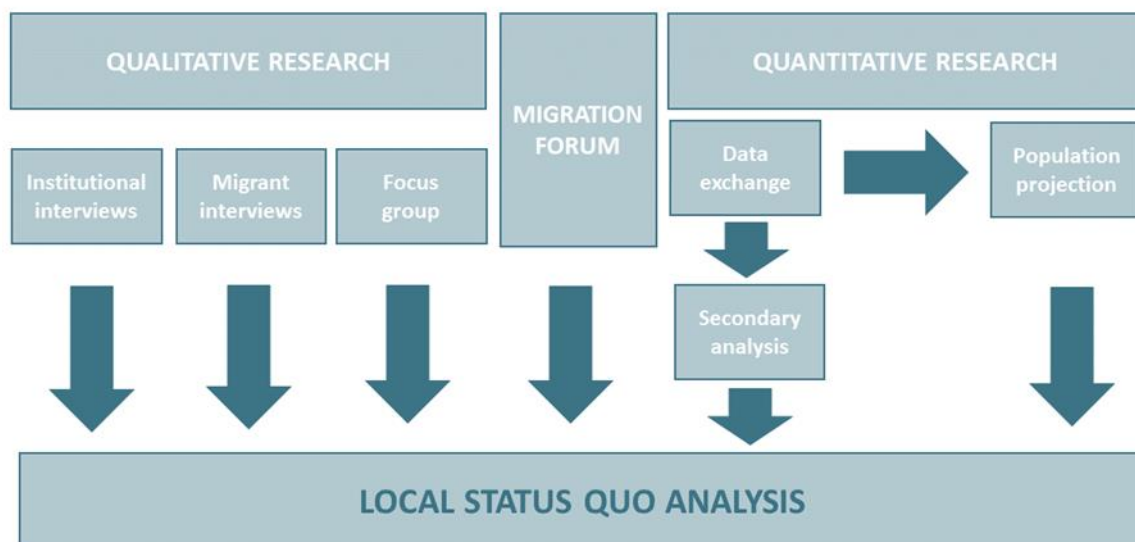 QUALITATIVE RESEARCH
MIGRATION
FORUM
QUANTITATIVE RESEARCH
Institutional
interviews
Migrant
interviews
Focus
group
Data
exchange
Population
projection
Secondary
analysis
LOCAL STATUS QUO ANALYSIS